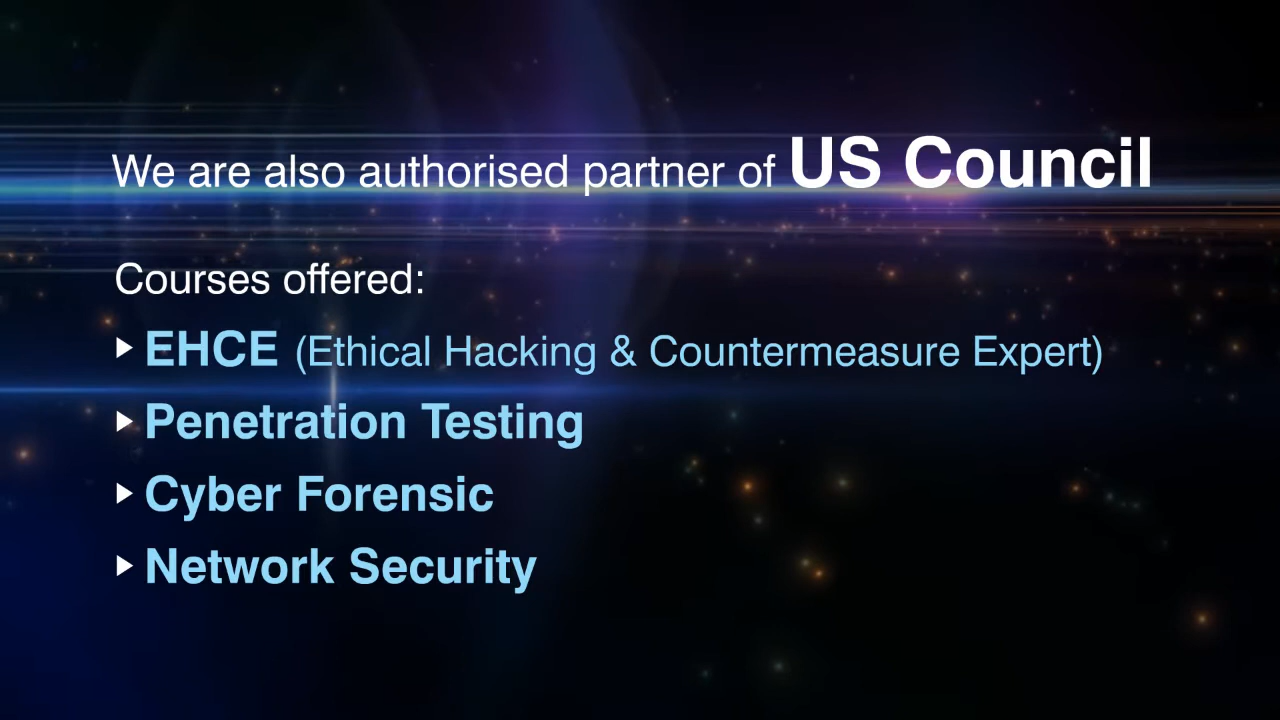 We are also authorised partner of US Council
Courses offered:
EHCE (Ethical Hacking & Countermeasure Expert)
Penetration Testing
Cyber Forensic
Network Security